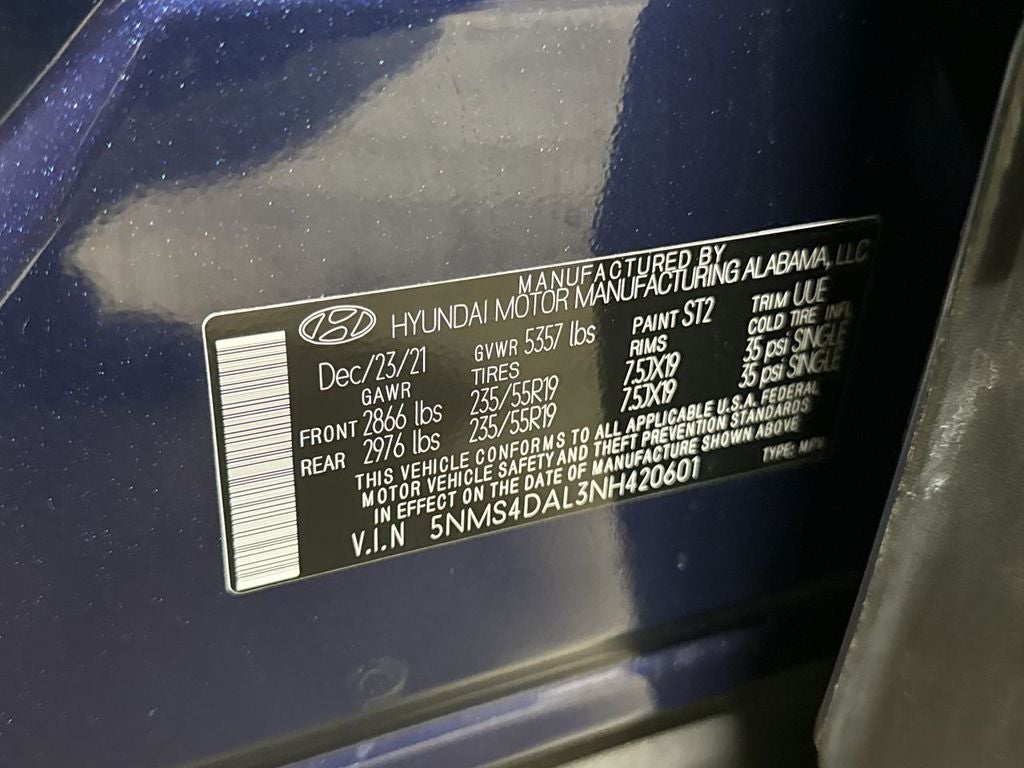 MANUFACTURED BY
HYUNDAI MOTOR MANUFACTURING ALABAMA, LLC
Dec/23/21 GVWR 5357 lbs PAINT ST2 TRIM UUE
GAWR TIRES RIMS COLD TIRE INFL
FRONT 2866 lbs 235/55R19 7.5JX19 35 psi SINGLE
REAR 2976 lbs 235/55R19 7.5JX19 35 psi SINGLE
THIS VEHICLE CONFORMS TO ALL APPLICABLE U.S.A. FEDERAL
MOTOR VEHICLE SAFETY AND THEFT PREVENTION STANDARDS
IN EFFECT ON THE DATE OF MANUFACTURE SHOWN ABOVE
V.I.N 5NMS4DAL3NH420601 TYPE: MPV